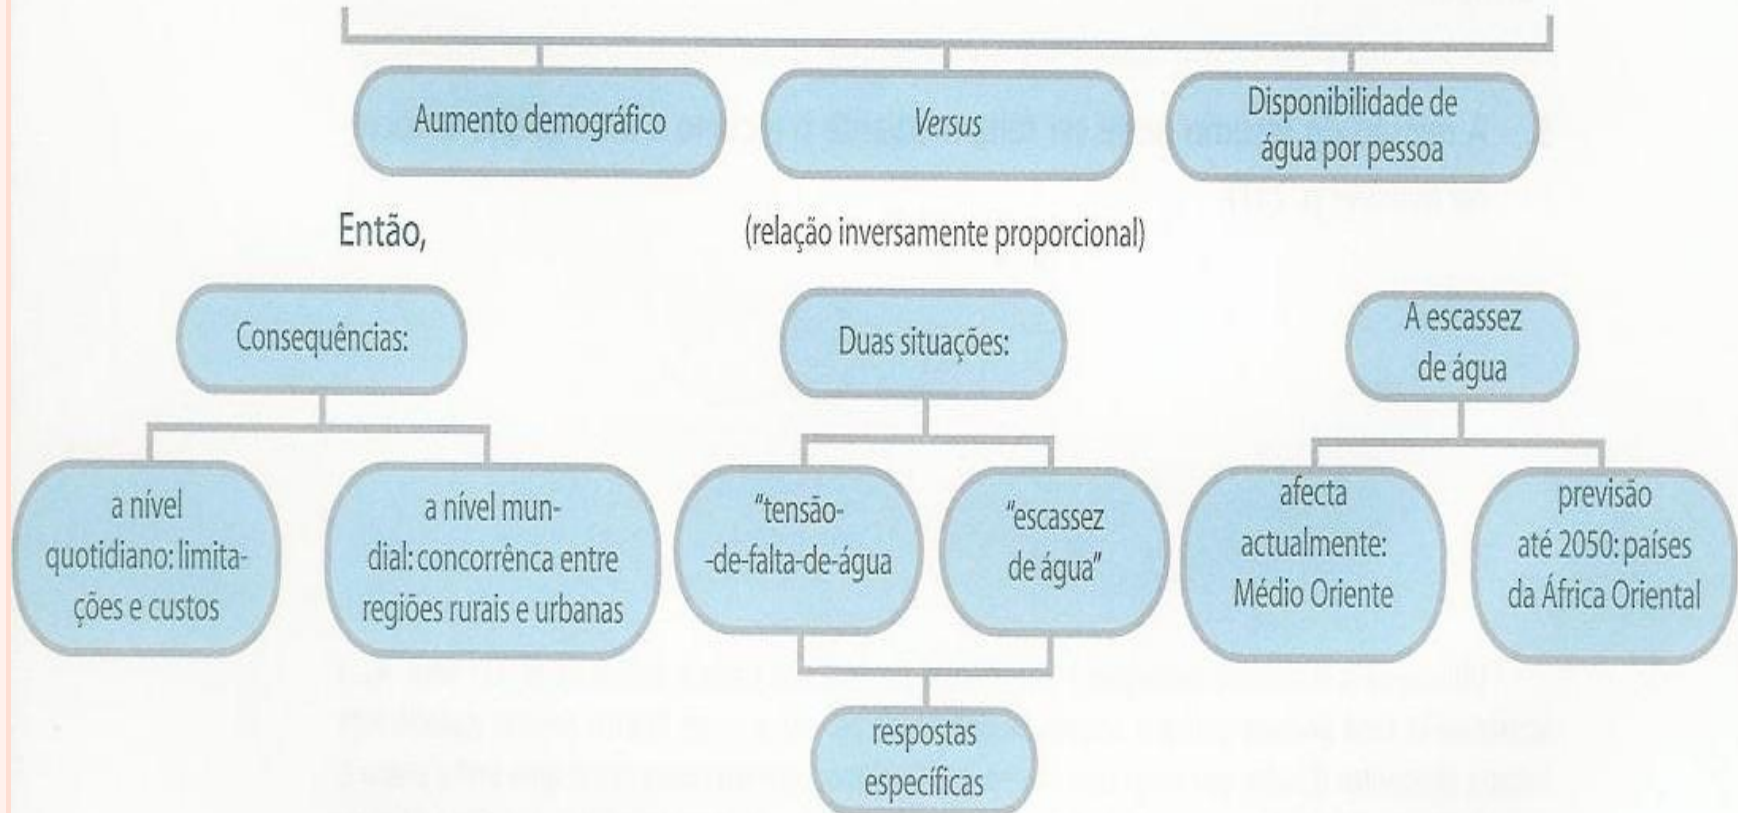 Aumento demográfico
Versus
Disponibilidade de
água por pessoa
Então,
(relação inversamente proporcional)
Consequências:
a nível
quotidiano: limita-
ções e custos
a nível mun-
dial: concorrênca entre
regiões rurais e urbanas
Duas situações:
"tensão-
-de-falta-de-água
"escassez
de água"
respostas
específicas
A escassez
de água
afecta
actualmente:
Médio Oriente
previsão
até 2050: países
da África Oriental